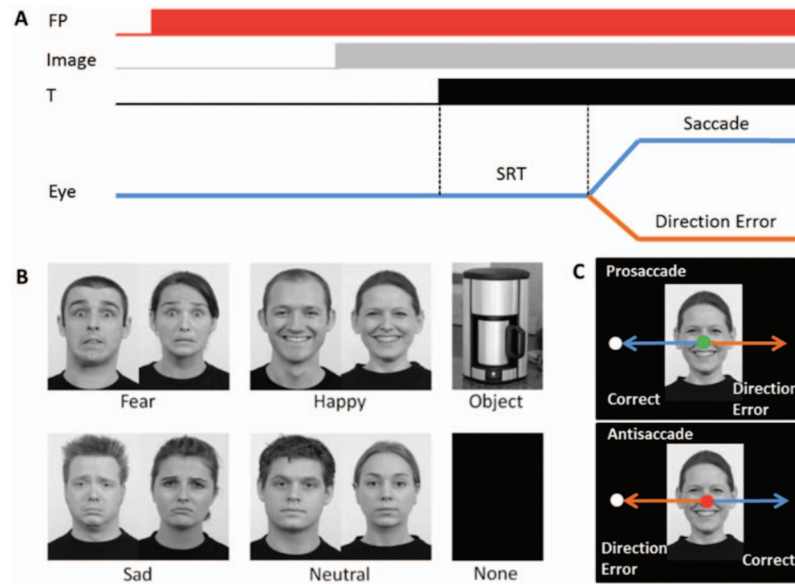 A
FP
Image
T
Saccade
SRT
Eye
Direction Error
B
Fear
Happy
Object
Sad
Neutral
None
C
Prosaccade
Correct
Direction
Error
Antisaccade
Direction
Error
Correct